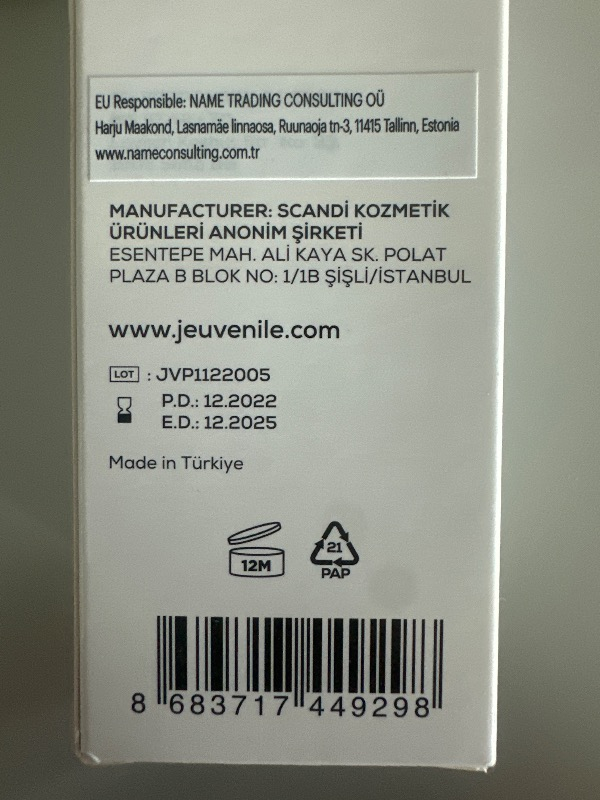 EU Responsible: NAME TRADING CONSULTING OÜ
Harju Maakond, Lasnamäe linnaosa, Ruunaoja tn-3, 11415 Tallinn, Estonia
www.nameconsulting.com.tr
MANUFACTURER: SCANDI KOZMETİK
ÜRÜNLERİ ANONİM ŞİRKETİ
ESENTEPE MAH. ALİ KAYA SK. POLAT
PLAZA B BLOK NO: 1/1B ŞİŞLİ/İSTANBUL
www.jeuvenile.com
LOT : JVP1122005
P.D.: 12.2022
E.D.: 12.2025
Made in Türkiye
12M
21
PAP
8 683717 449298